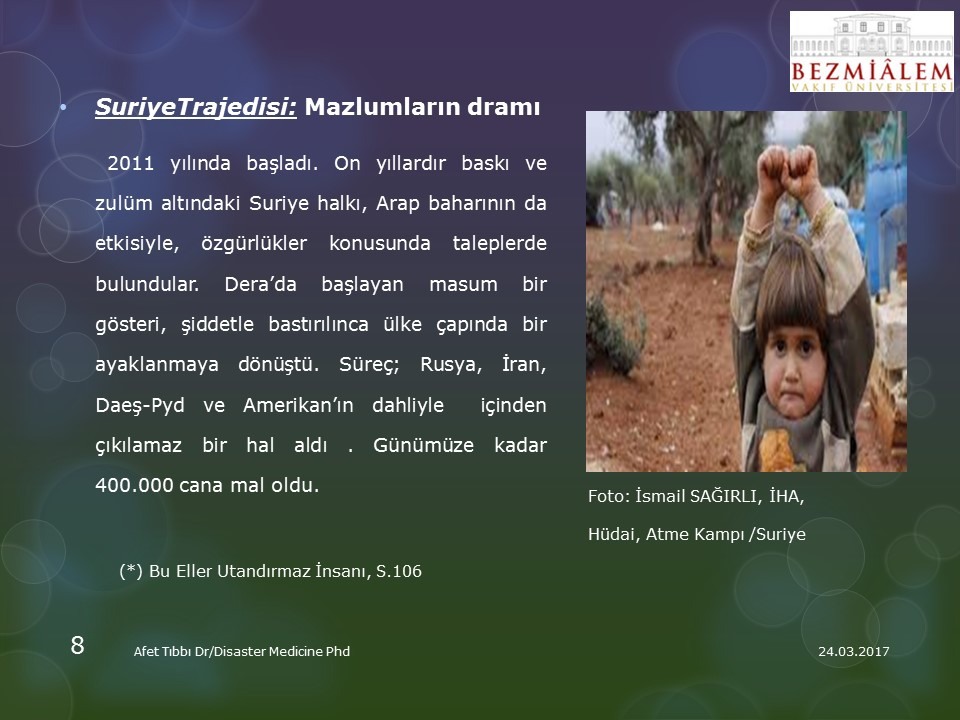 BEZMİÂLEM
VAKIF ÜNİVERSİTESİ
• SuriyeTrajedisi: Mazlumların dramı
2011 yılında başladı. On yıllardır baskı ve
zulüm altındaki Suriye halkı, Arap baharının da
etkisiyle, özgürlükler konusunda taleplerde
bulundular. Dera’da başlayan masum bir
gösteri, şiddetle bastırılınca ülke çapında bir
ayaklanmaya dönüştü. Süreç; Rusya, İran,
Daeş-Pyd ve Amerikan’ın dahliyle içinden
çıkılamaz bir hal aldı . Günümüze kadar
400.000 cana mal oldu.
Foto: İsmail SAĞIRLI, İHA,
Hüdai, Atme Kampı /Suriye
(*) Bu Eller Utandırmaz İnsanı, S.106
8
Afet Tıbbı Dr/Disaster Medicine Phd
24.03.2017